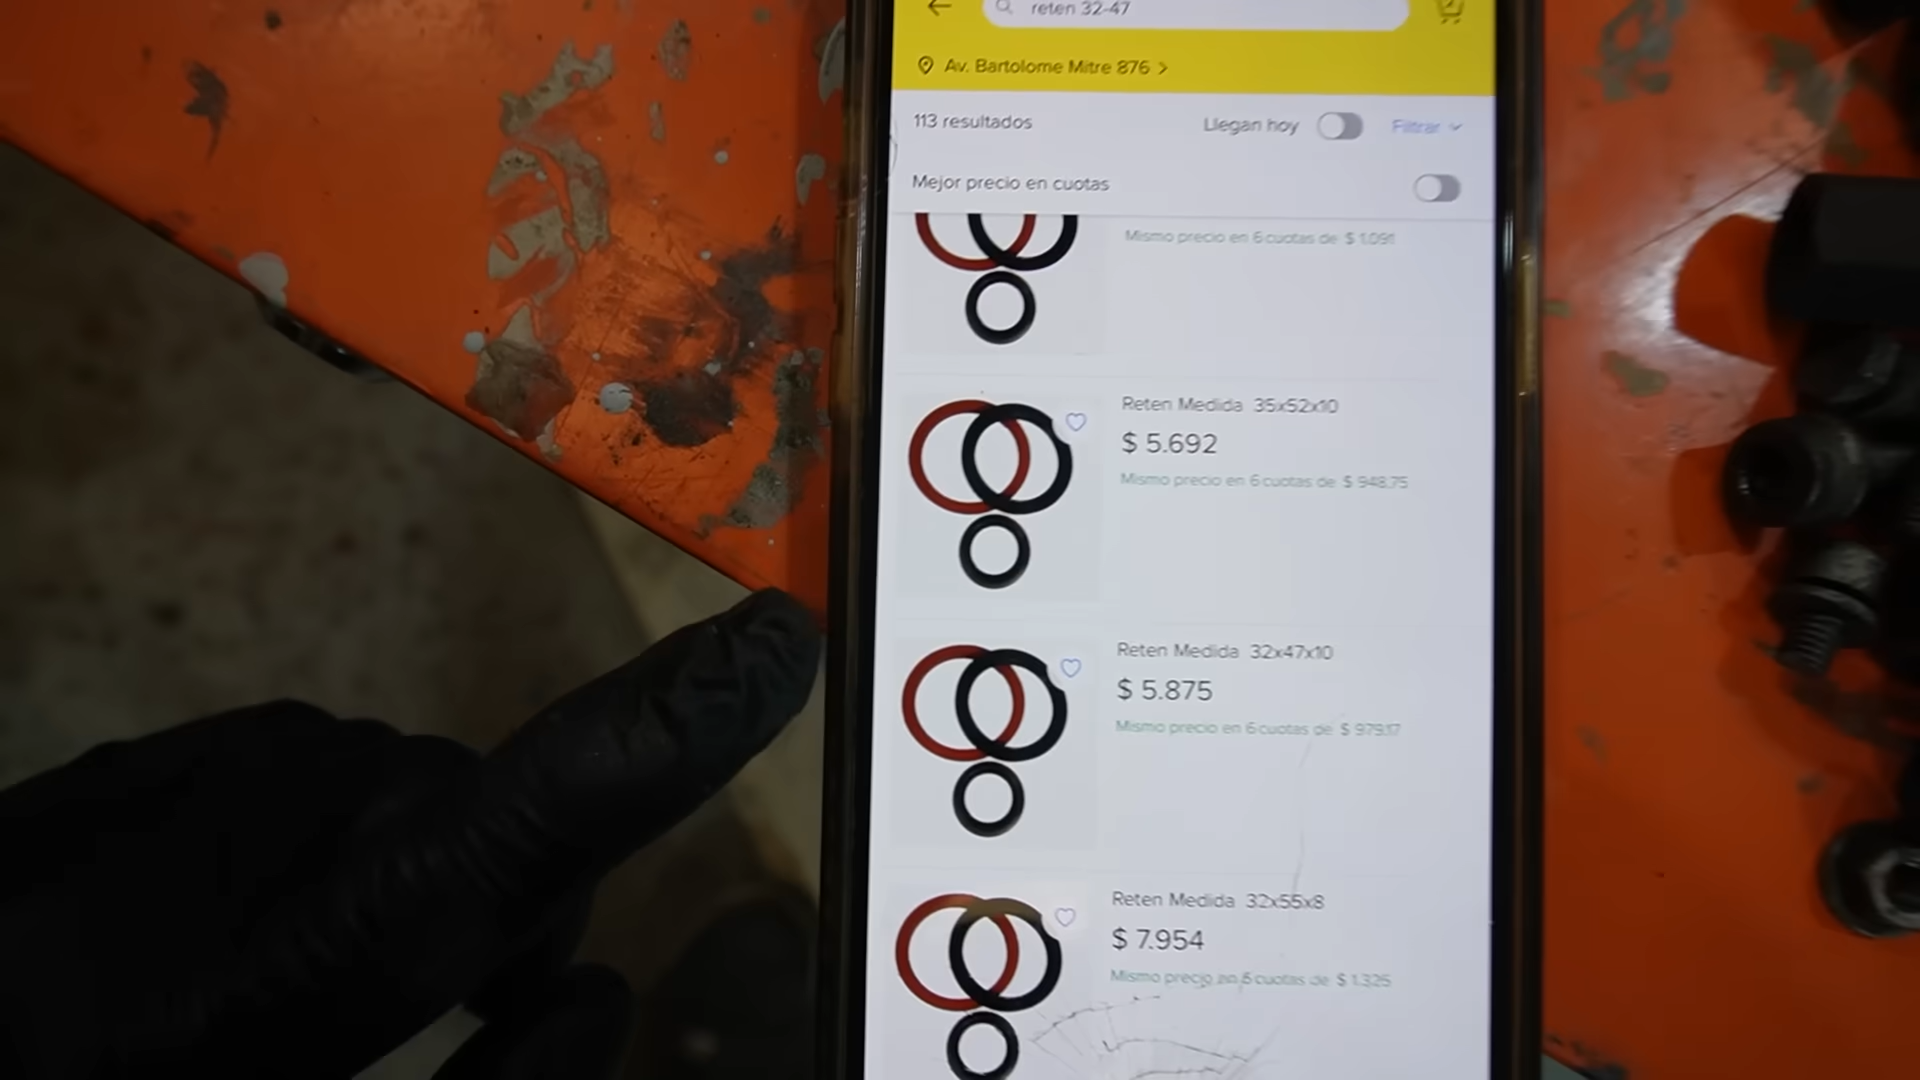 reten 32-47
Av. Bartolome Mitre 876
113 resultados
Llegan hoy
Filtrar
Mejor precio en cuotas
Mismo precio en 6 cuotas de $ 1.091
Reten Medida 35x52x10
$ 5.692
Mismo precio en 6 cuotas de $ 948.75
Reten Medida 32x47x10
$ 5.875
Mismo precio en 6 cuotas de $ 979.17
Reten Medida 32x55x8
$ 7.954
Mismo precio en 6 cuotas de $ 1.325